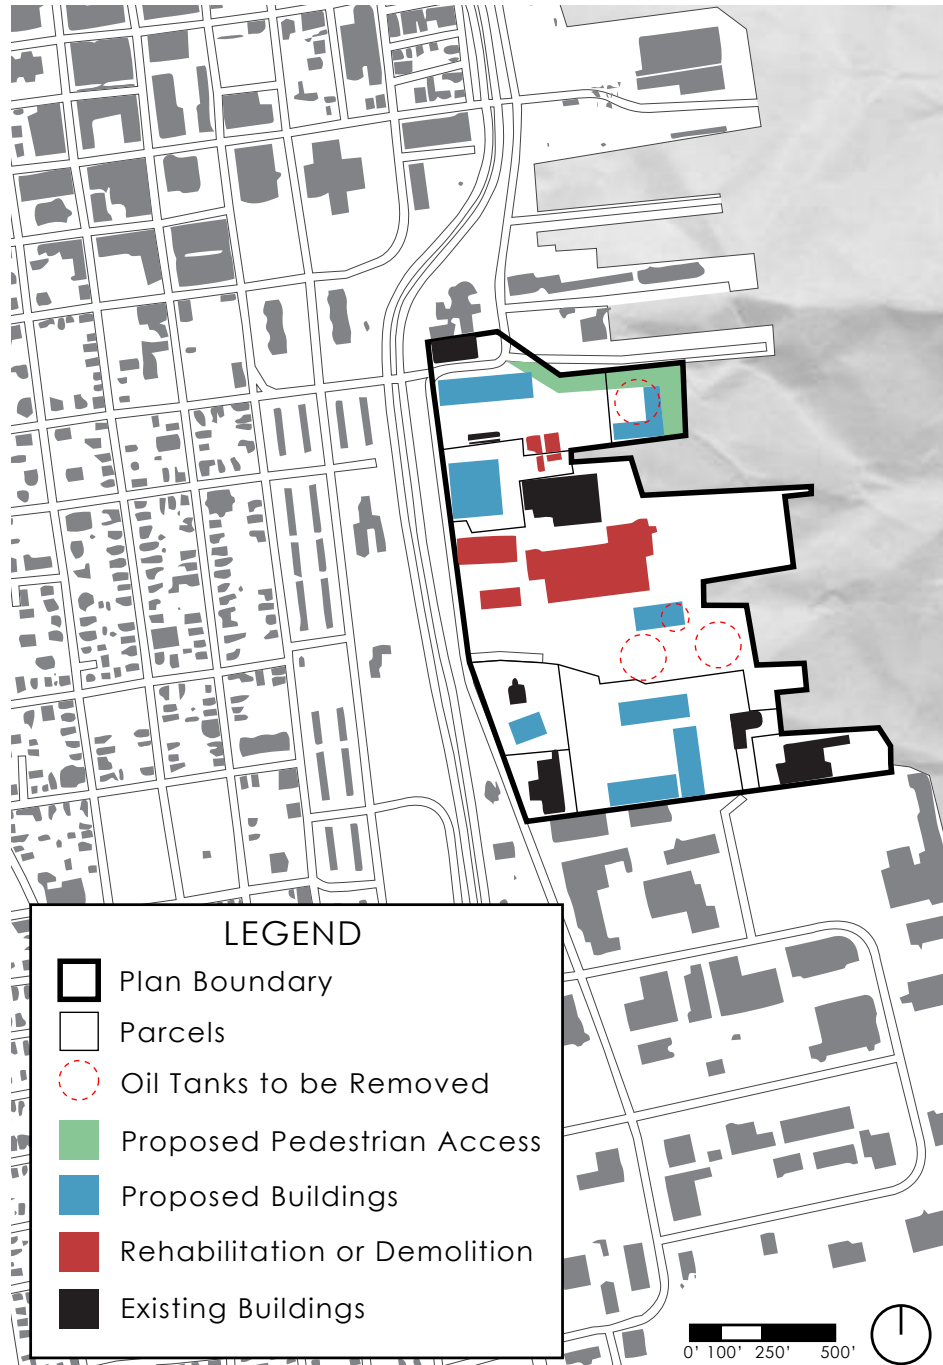 LEGEND
Plan Boundary
Parcels
Oil Tanks to be Removed
Proposed Pedestrian Access
Proposed Buildings
Rehabilitation or Demolition
Existing Buildings
0' 100' 250' 500'